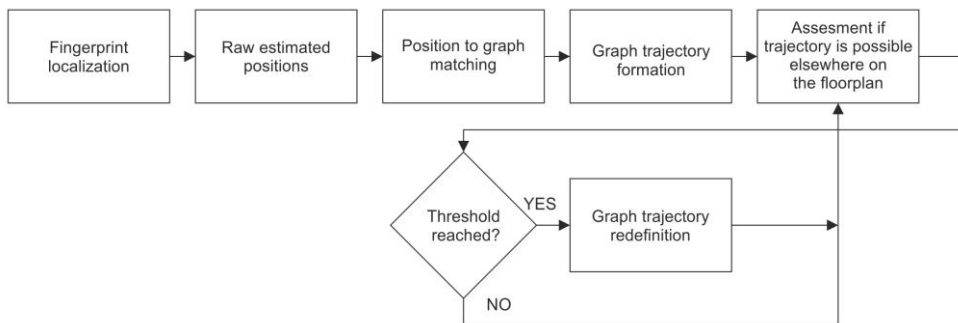 Fingerprint
localization
Raw estimated
positions
Position to graph
matching
Graph trajectory
formation
Assesment if
trajectory is possible
elsewhere on
the floorplan
Threshold
reached?
YES
Graph trajectory
redefinition
NO